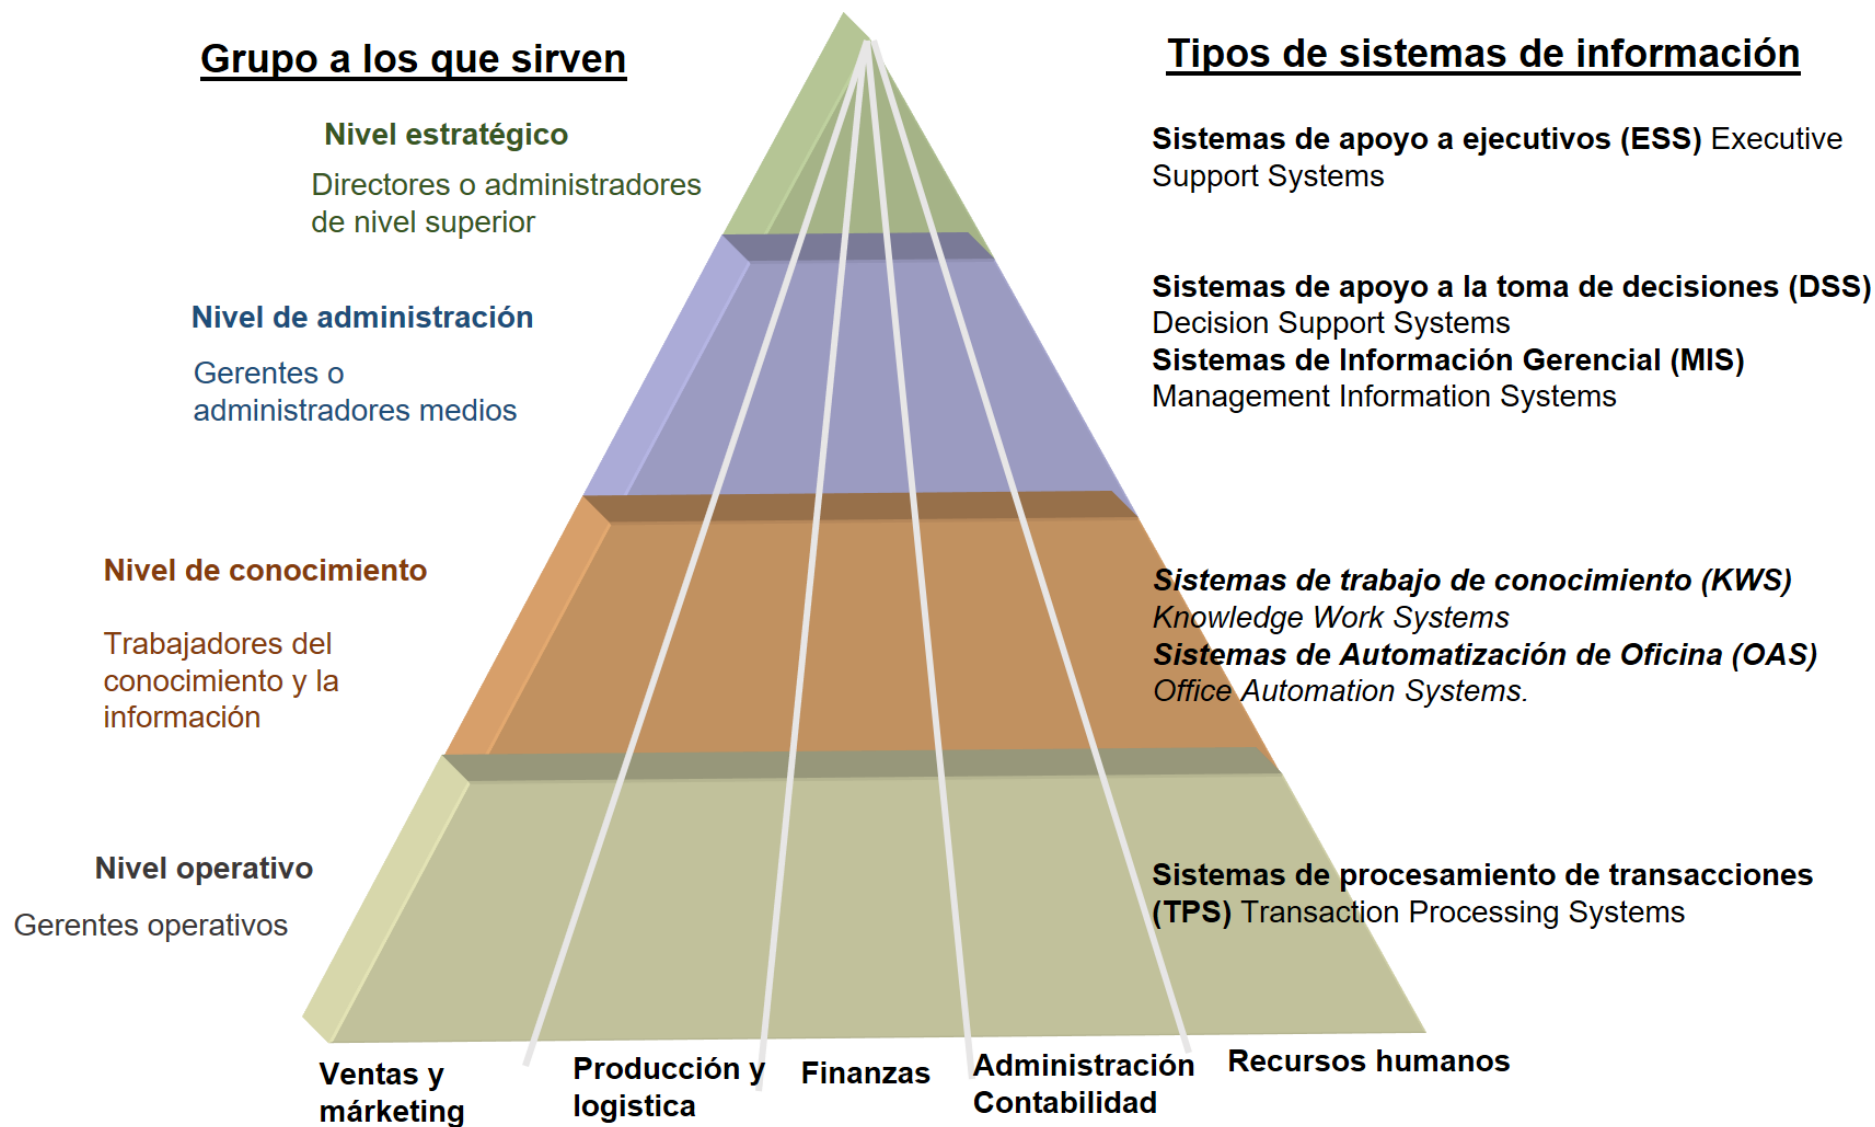 Grupo a los que sirven
Nivel estratégico
Directores o administradores
de nivel superior
Nivel de administración
Gerentes o
administradores medios
Nivel de conocimiento
Trabajadores del
conocimiento y la
información
Nivel operativo
Gerentes operativos
Tipos de sistemas de información
Sistemas de apoyo a ejecutivos (ESS) Executive
Support Systems
Sistemas de apoyo a la toma de decisiones (DSS)
Decision Support Systems
Sistemas de Información Gerencial (MIS)
Management Information Systems
Sistemas de trabajo de conocimiento (KWS)
Knowledge Work Systems
Sistemas de Automatización de Oficina (OAS)
Office Automation Systems.
Sistemas de procesamiento de transacciones
(TPS) Transaction Processing Systems
Ventas y
márketing
Producción y
logistica
Finanzas
Administración
Contabilidad
Recursos humanos